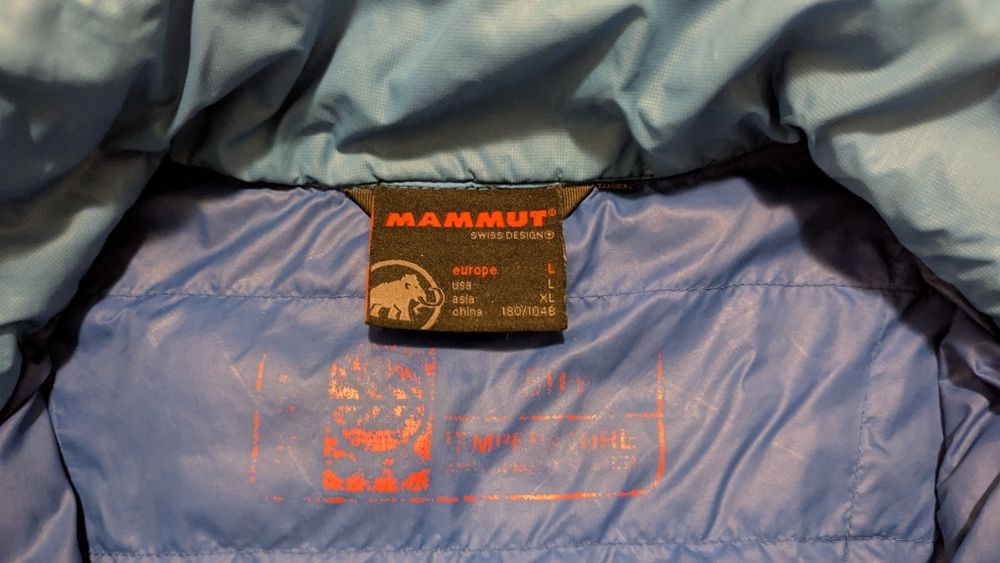 MAMMUT®
SWISS DESIGN
europe L
usa L
asia XL
china 180/104B
TEMPERATURE